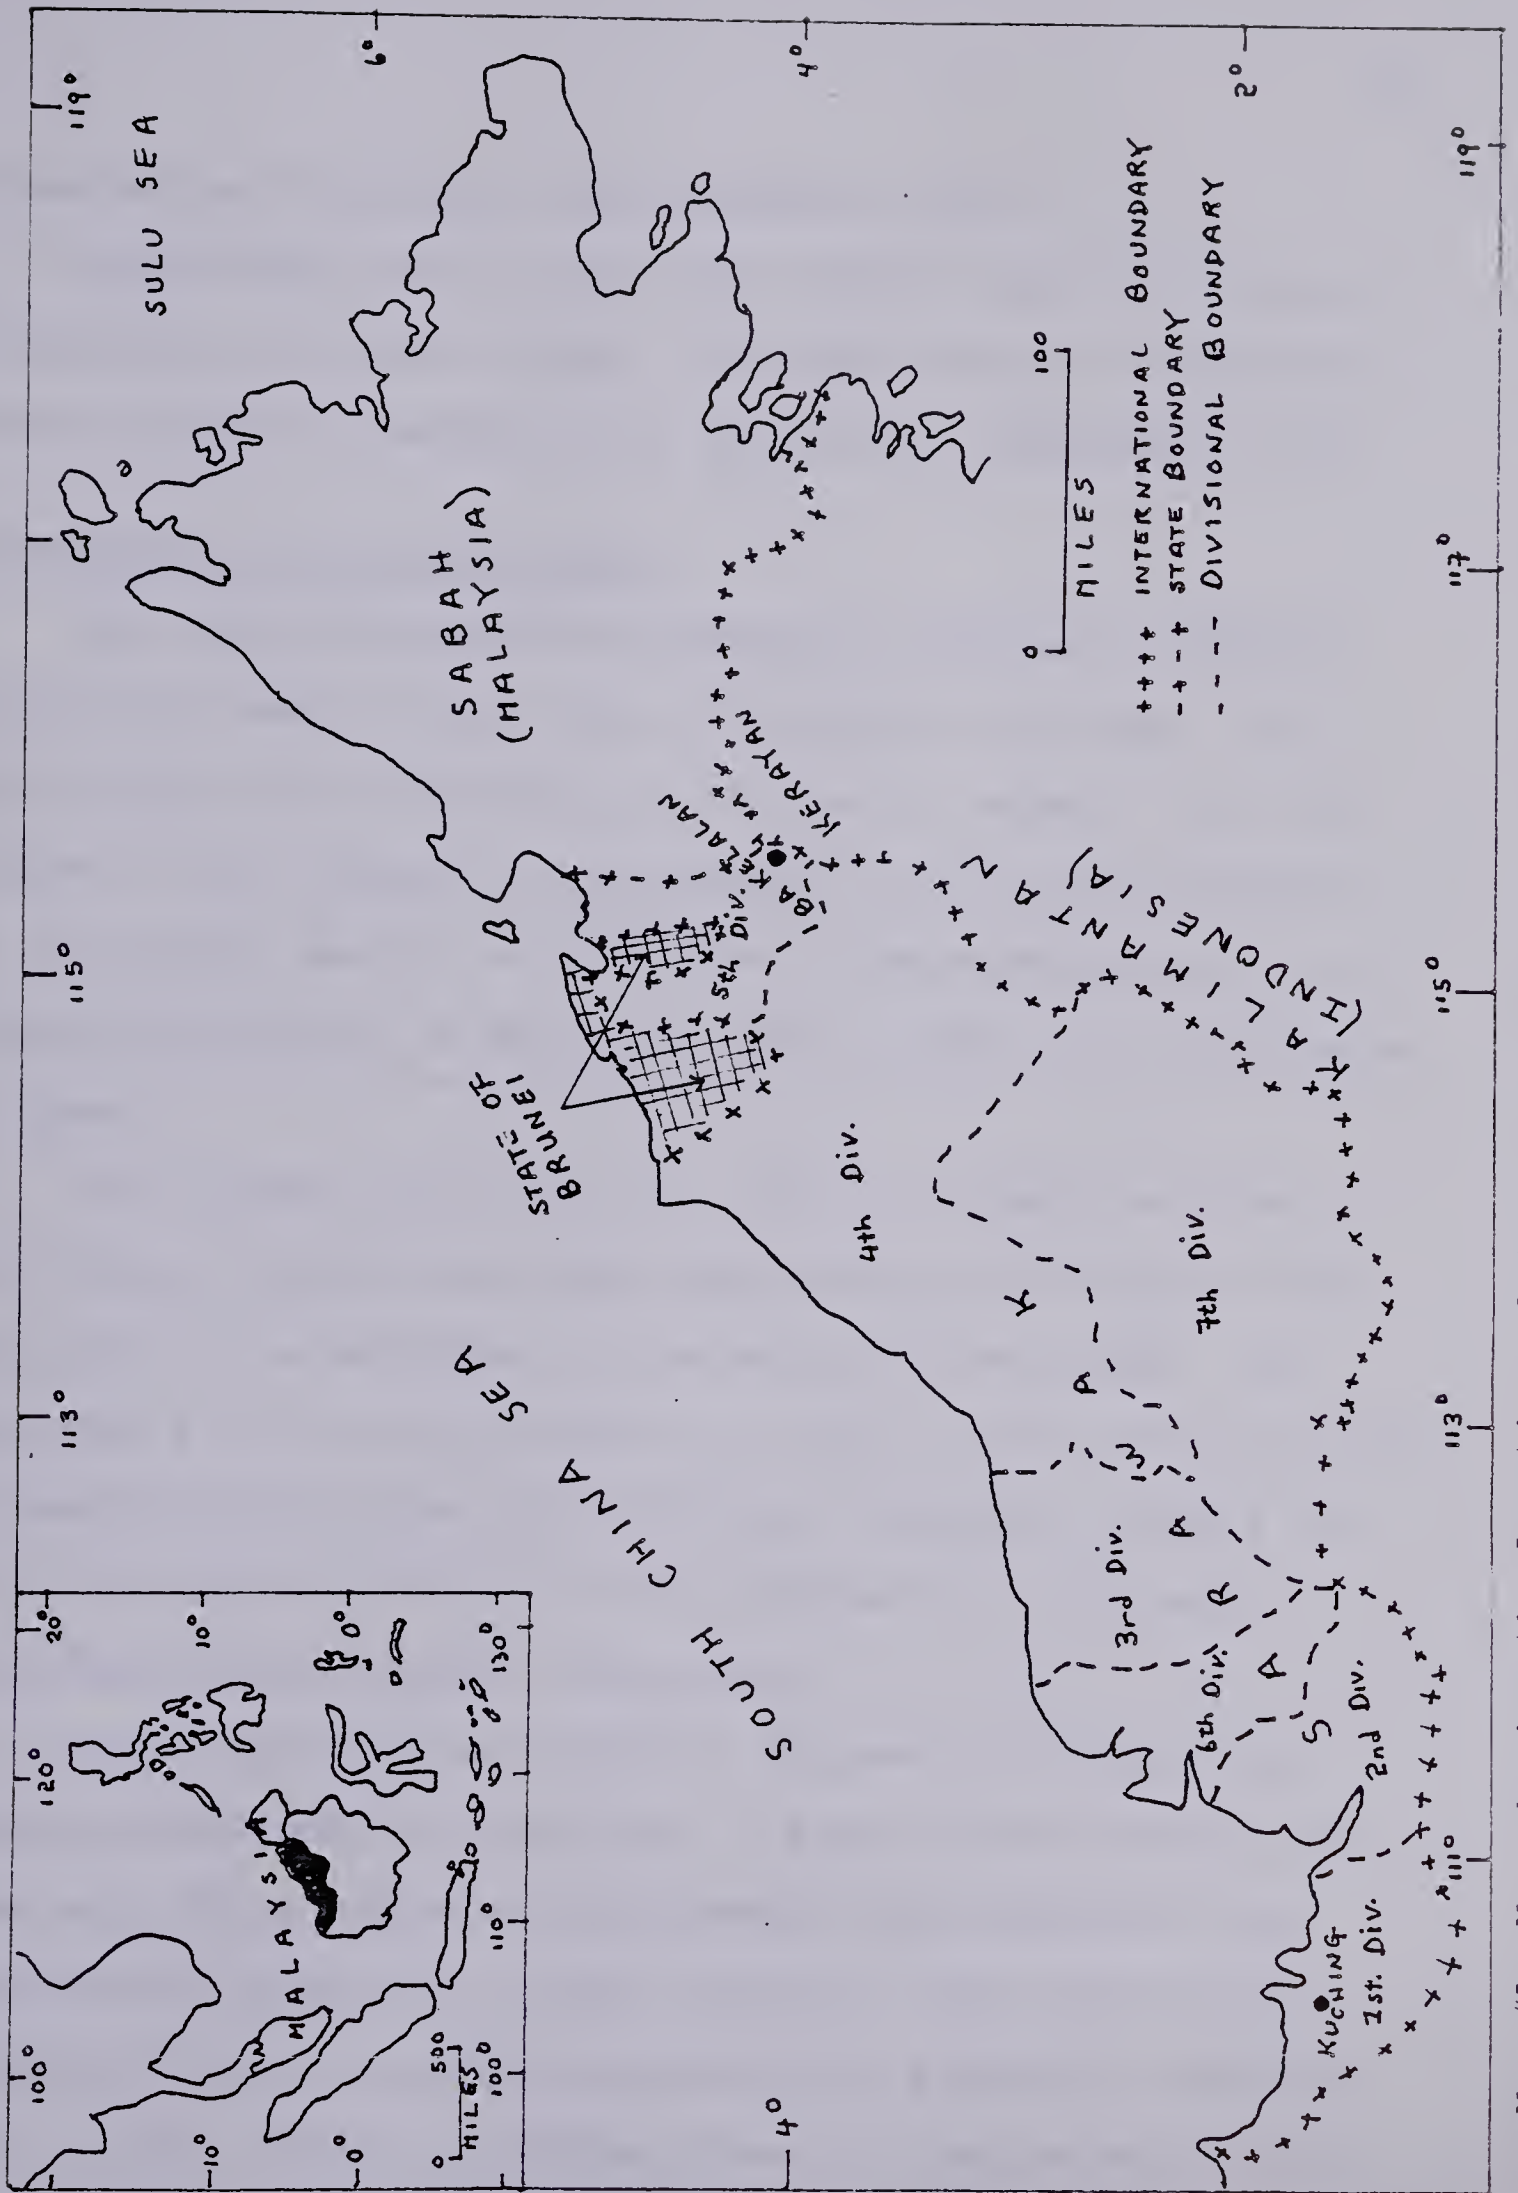 119°
SULU SEA
115°
113°
6°
4°
2°
SABAH
(MALAYSIA)
STATE OF
BRUNEI
SOUTH CHINA SEA
BA KELALAN
KERAYAN
KALIMANTAN
(INDONESIA)
5th Div.
4th Div.
7th Div.
3rd Div.
6th Div.
2nd Div.
1st. Div.
SARAWAK
KUCHING
0 100
MILES
++++ INTERNATIONAL BOUNDARY
-+-+ STATE BOUNDARY
---- DIVISIONAL BOUNDARY
4°
111°
113°
115°
117°
119°
100°
120°
20°
10°
0°
10°
0°
MALAYSIA
0 500
MILES
100°
110°
130°